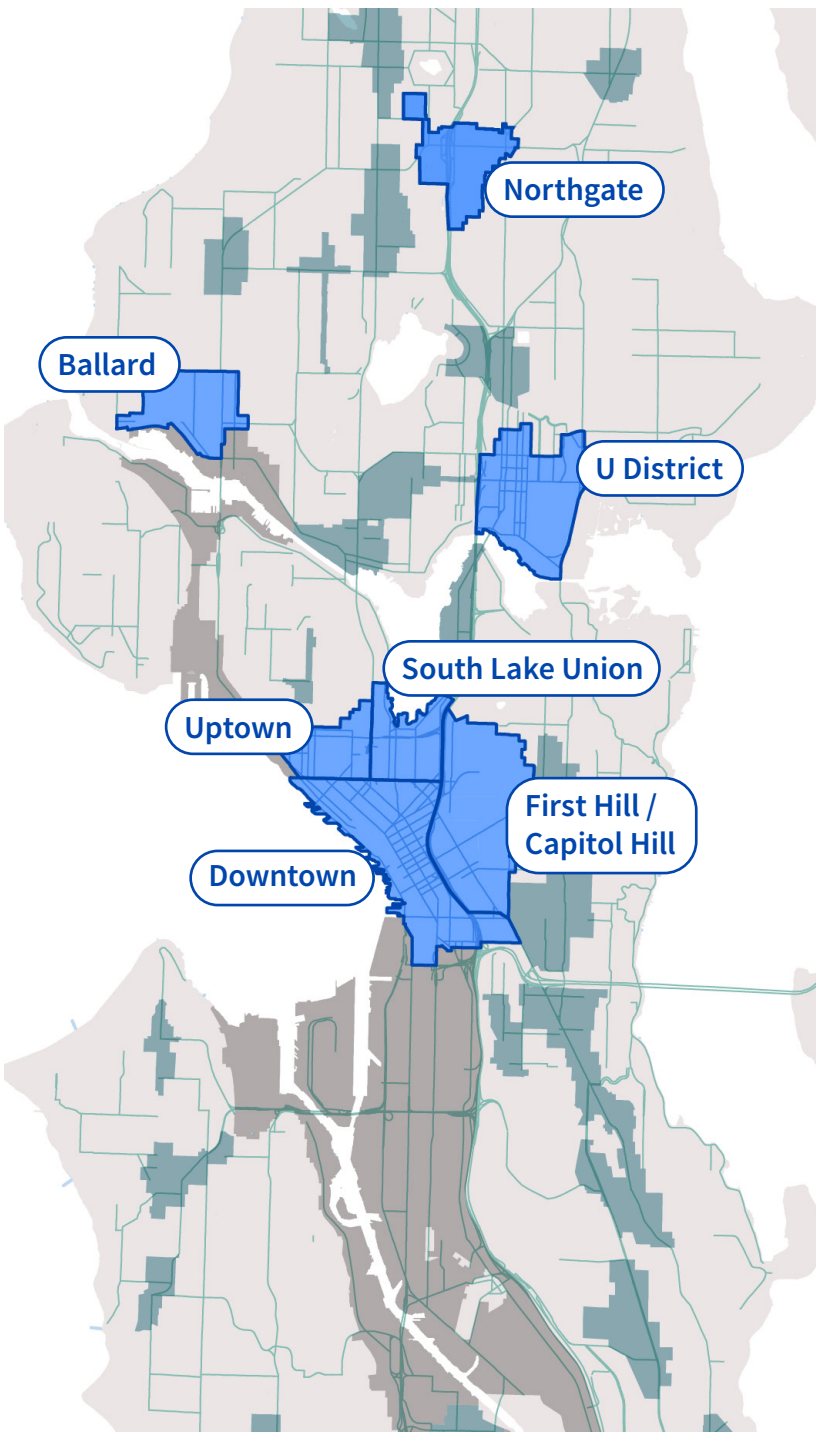 Northgate
Ballard
U District
South Lake Union
Uptown
First Hill /
Capitol Hill
Downtown